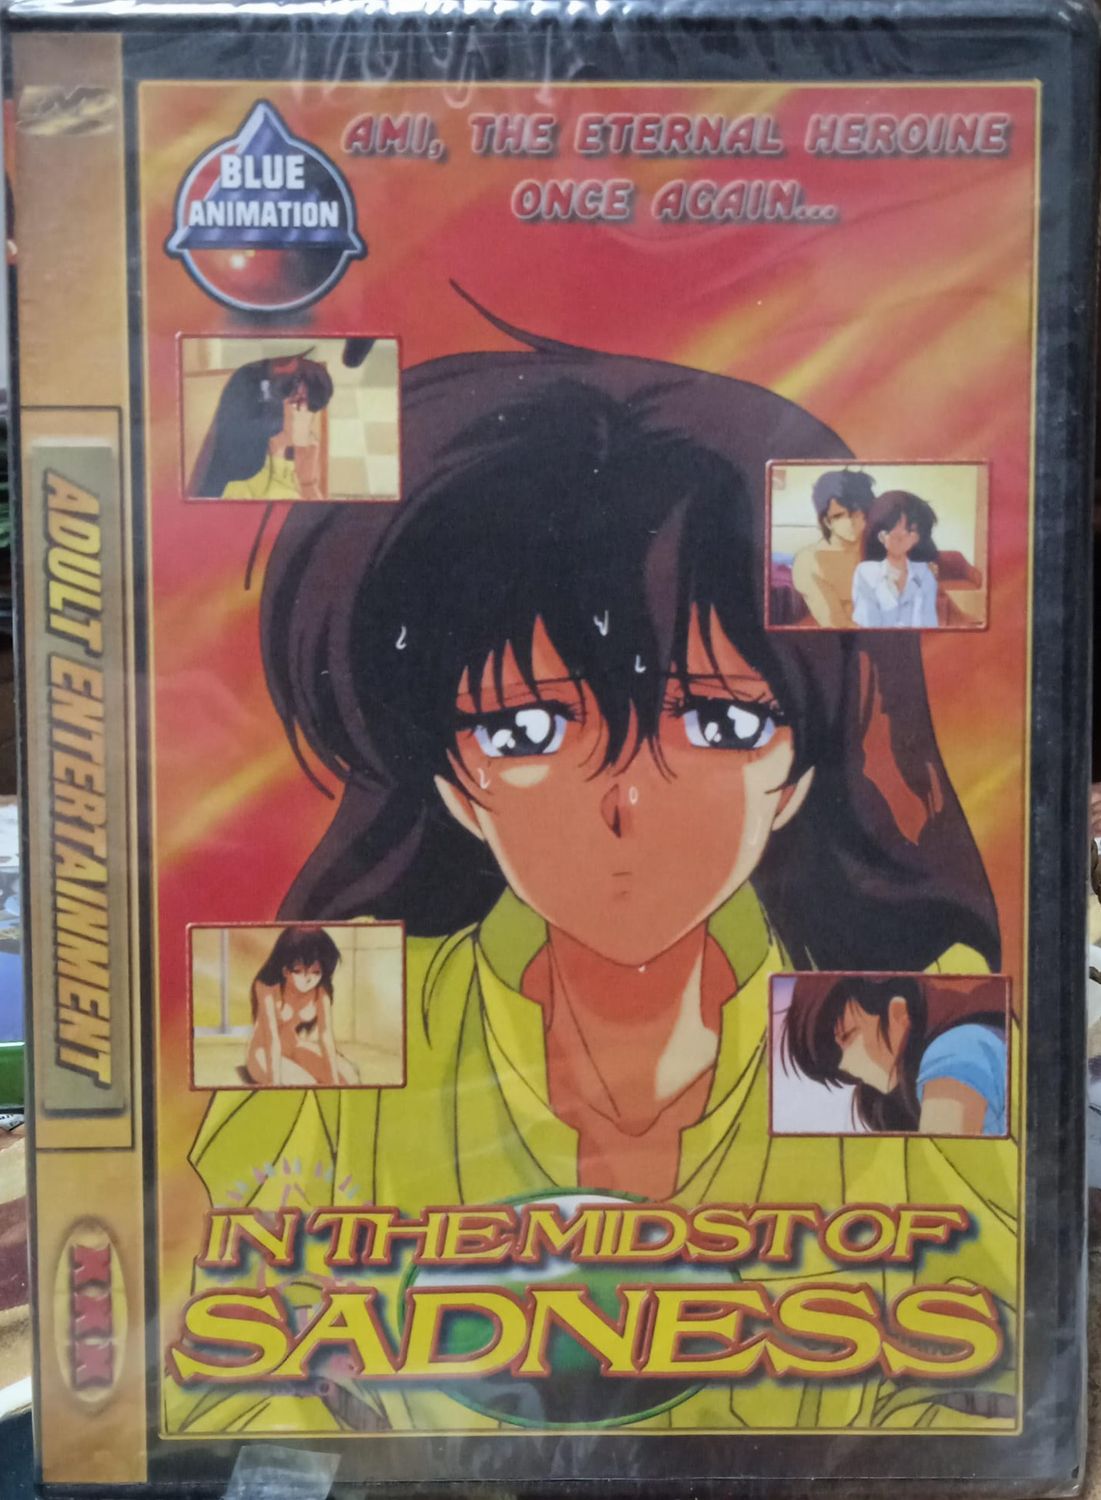 BLUE
ANIMATION
AMI, THE ETERNAL HEROINE
ONCE AGAIN...
ADULT ENTERTAINMENT
XXX
IN THE MIDST OF
SADNESS